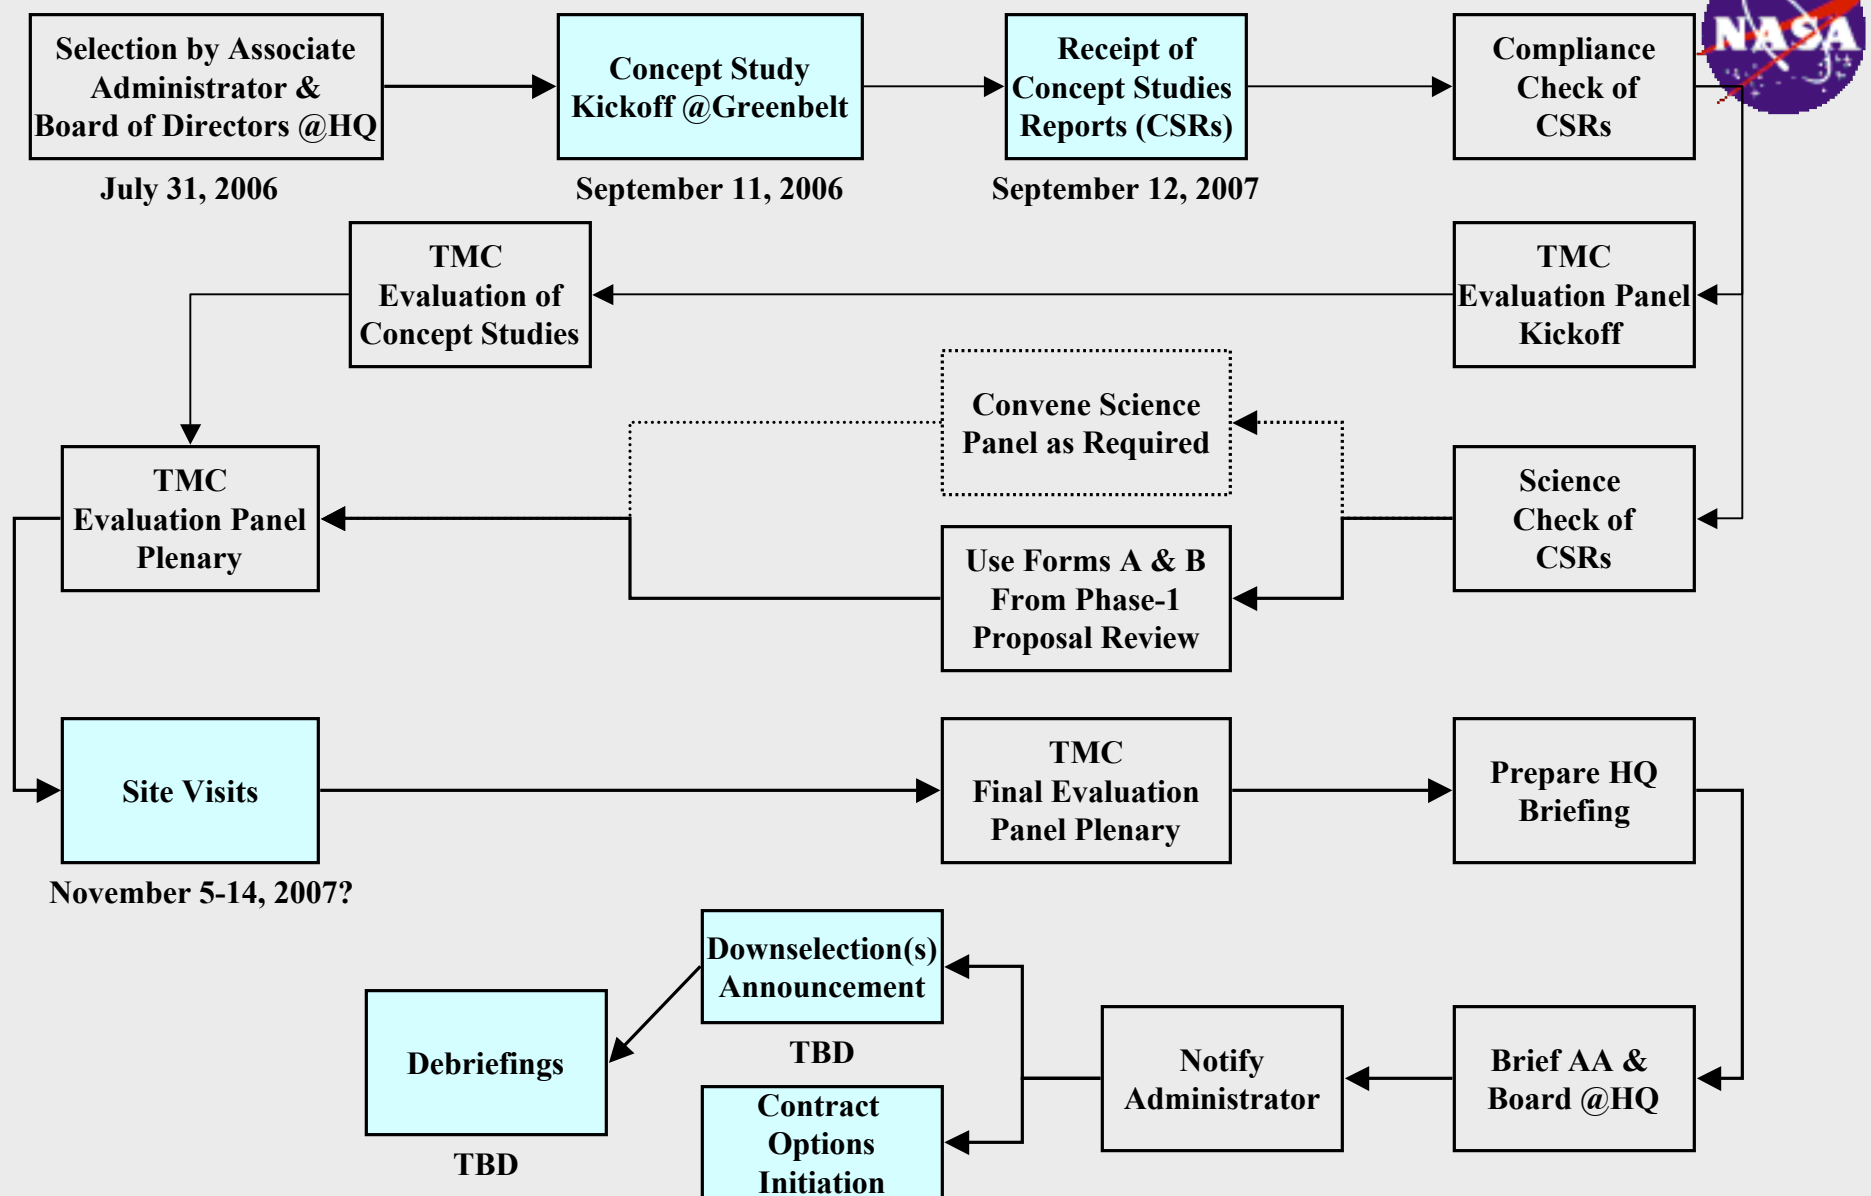 Selection by Associate
Administrator &
Board of Directors @HQ
July 31, 2006
Concept Study
Kickoff @Greenbelt
September 11, 2006
Receipt of
Concept Studies
Reports (CSRs)
September 12, 2007
Compliance
Check of
CSRs
NASA
TMC
Evaluation of
Concept Studies
TMC
Evaluation Panel
Kickoff
Convene Science
Panel as Required
TMC
Evaluation Panel
Plenary
Science
Check of
CSRs
Use Forms A & B
From Phase-1
Proposal Review
Site Visits
November 5-14, 2007?
TMC
Final Evaluation
Panel Plenary
Prepare HQ
Briefing
Downselection(s)
Announcement
TBD
Debriefings
TBD
Contract
Options
Initiation
Notify
Administrator
Brief AA &
Board @HQ